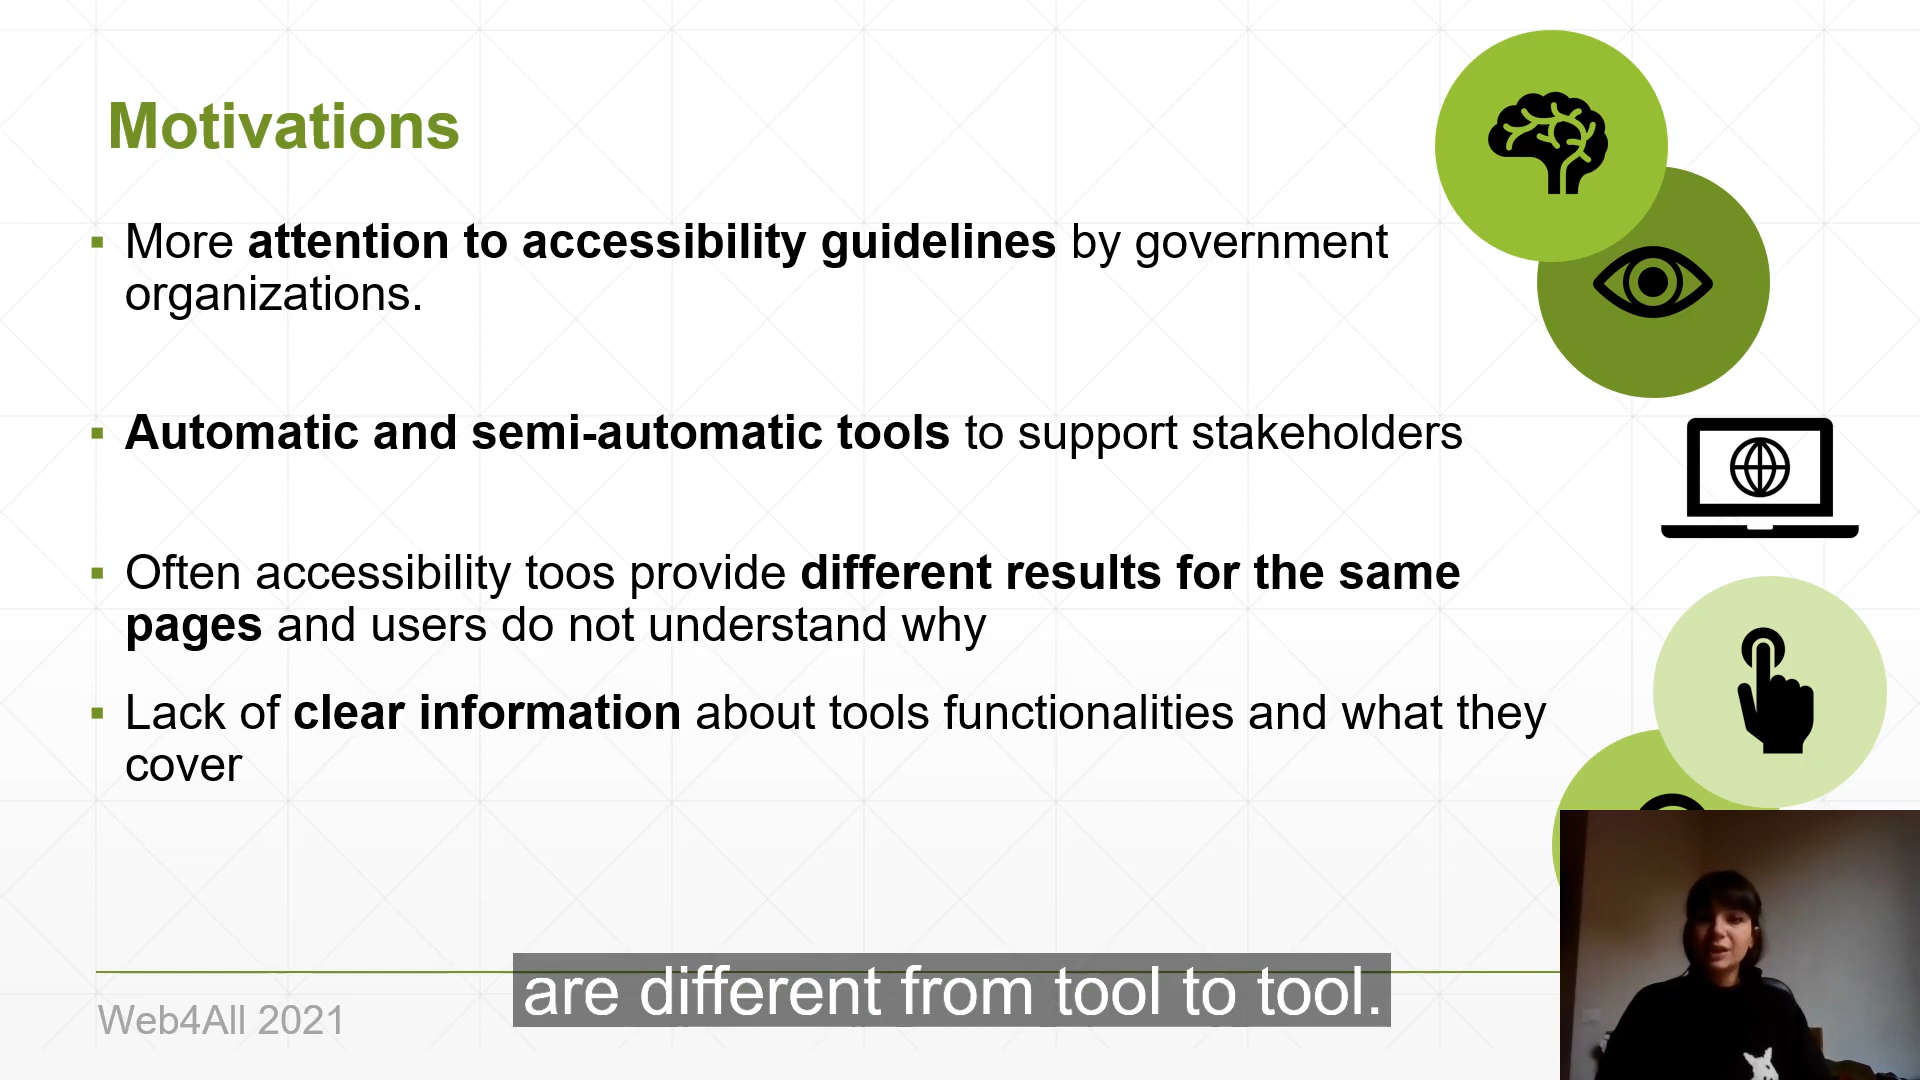 Motivations
▪ More attention to accessibility guidelines by government
organizations.
▪ Automatic and semi-automatic tools to support stakeholders
▪ Often accessibility toos provide different results for the same
pages and users do not understand why
▪ Lack of clear information about tools functionalities and what they
cover
are different from tool to tool.
Web4All 2021